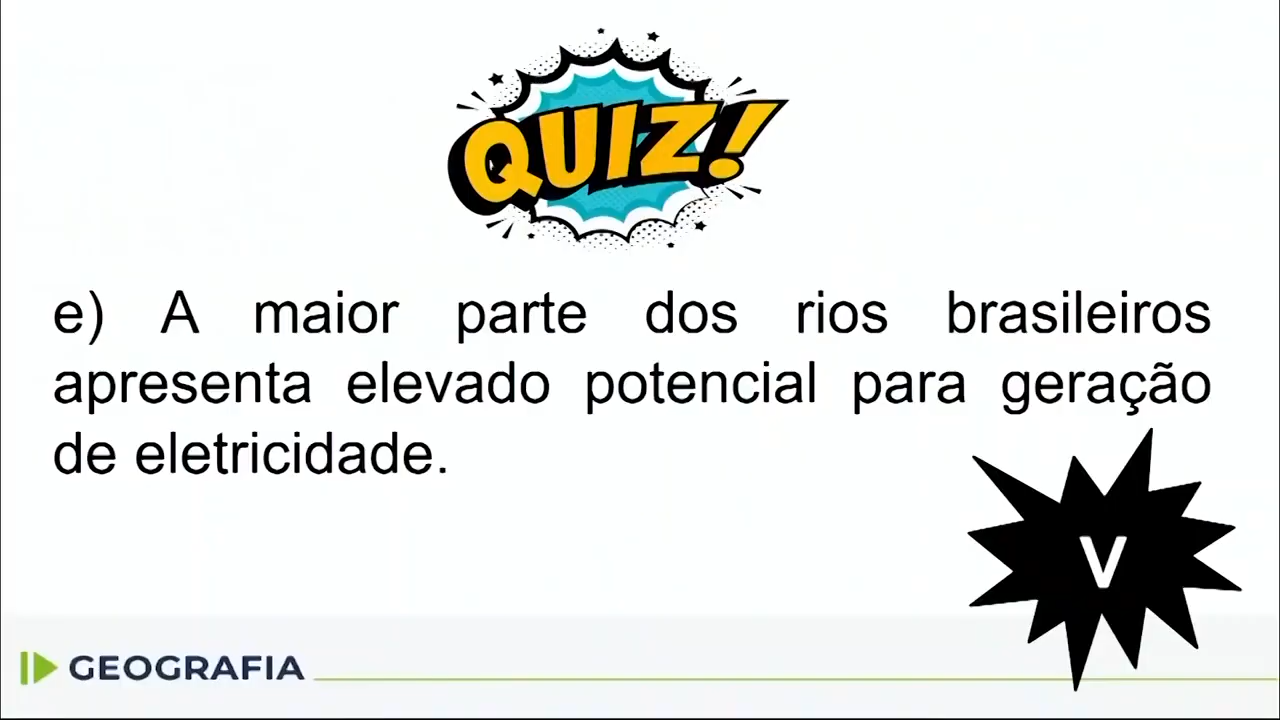 QUIZ!
e) A maior parte dos rios brasileiros
apresenta elevado potencial para geração
de eletricidade.
V
GEOGRAFIA